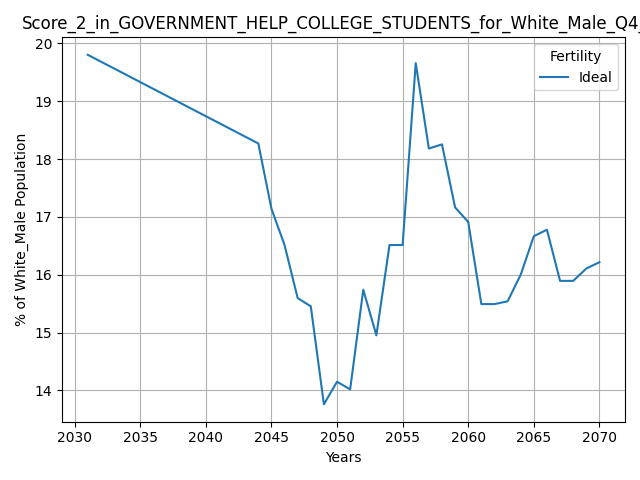 Score_2_in_GOVERNMENT_HELP_COLLEGE_STUDENTS_for_White_Male_Q4_
Fertility
Ideal
% of White_Male Population
20
19
18
17
16
15
14
2030 2035 2040 2045 2050 2055 2060 2065 2070
Years